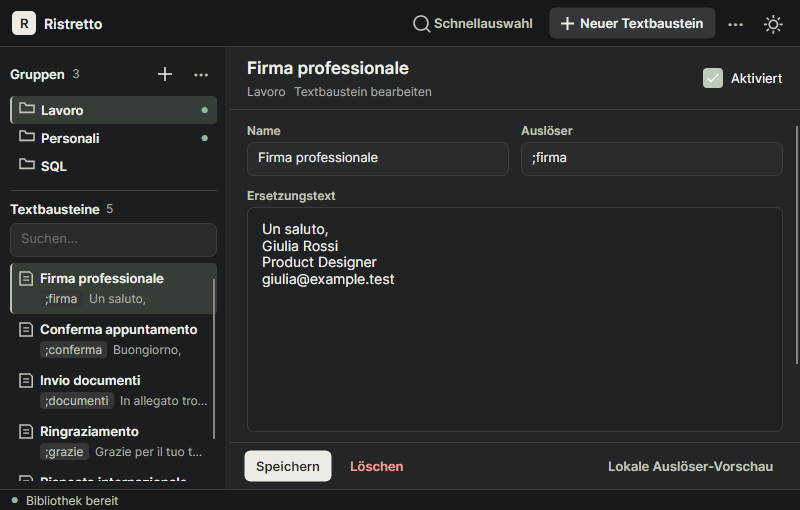 R Ristretto
Schnellauswahl
Neuer Textbaustein
Gruppen 3
Lavoro
Personali
SQL
Textbausteine 5
Suchen...
Firma professionale
;firma Un saluto,
Conferma appuntamento
;conferma Buongiorno,
Invio documenti
;documenti In allegato tro...
Ringraziamento
;grazie Grazie per il tuo t...
Risposta internazionale
Firma professionale
Lavoro Textbaustein bearbeiten
Aktiviert
Name
Firma professionale
Auslöser
;firma
Ersetzungstext
Un saluto,
Giulia Rossi
Product Designer
giulia@example.test
Speichern
Löschen
Lokale Auslöser-Vorschau
Bibliothek bereit